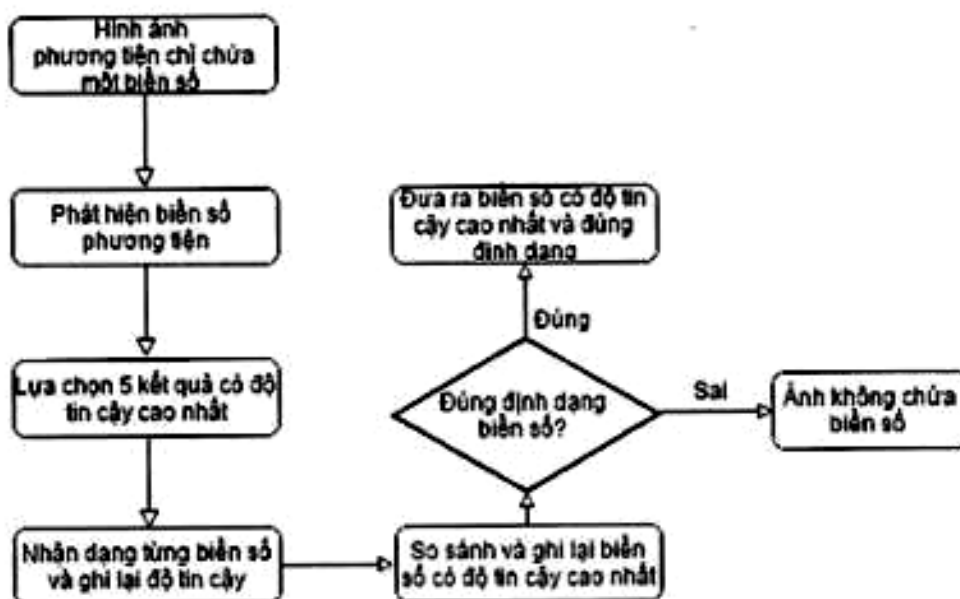 Hình ảnh
phương tiện chỉ chứa
một biển số
Phát hiện biển số
phương tiện
Lựa chọn 5 kết quả có độ
tin cậy cao nhất
Nhận dạng từng biển số
và ghi lại độ tin cậy
So sánh và ghi lại biển
số có độ tin cậy cao nhất
Đúng định dạng
biển số?
Đúng
Đưa ra biển số có độ tin
cậy cao nhất và đúng
định dạng
Sai
Ảnh không chứa
biển số